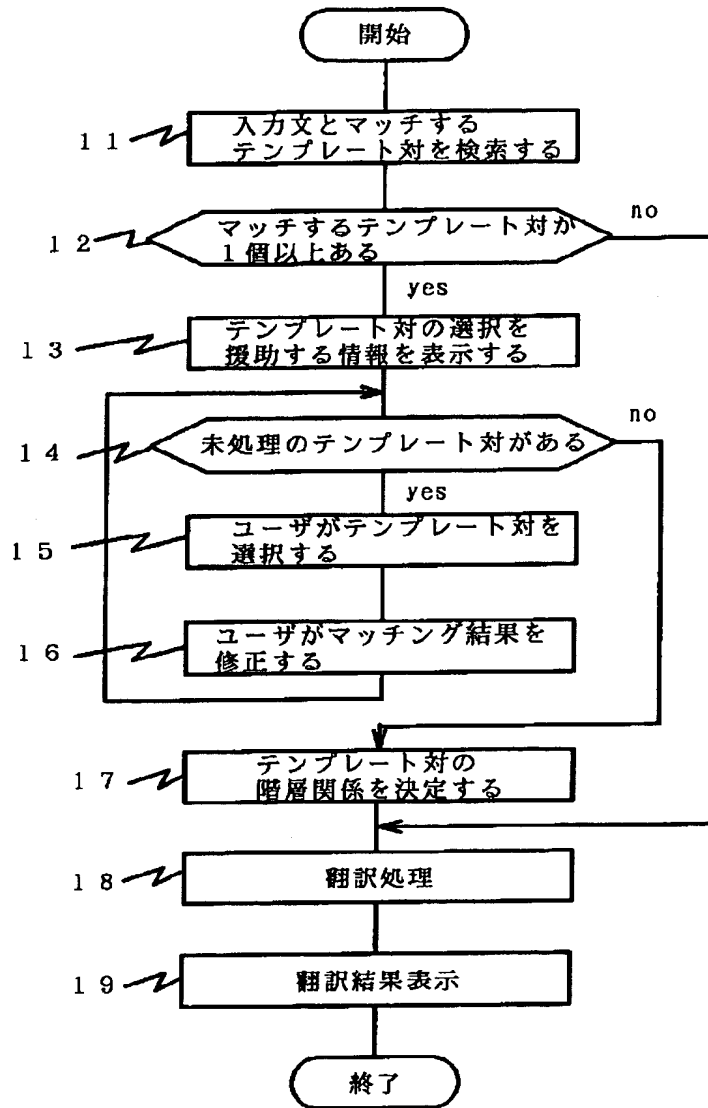 開始
11
入力文とマッチする
テンプレート対を検索する
12
マッチするテンプレート対が
1個以上ある
no
yes
13
テンプレート対の選択を
援助する情報を表示する
14
未処理のテンプレート対がある
no
yes
15
ユーザがテンプレート対を
選択する
16
ユーザがマッチング結果を
修正する
17
テンプレート対の
階層関係を決定する
18
翻訳処理
19
翻訳結果表示
終了